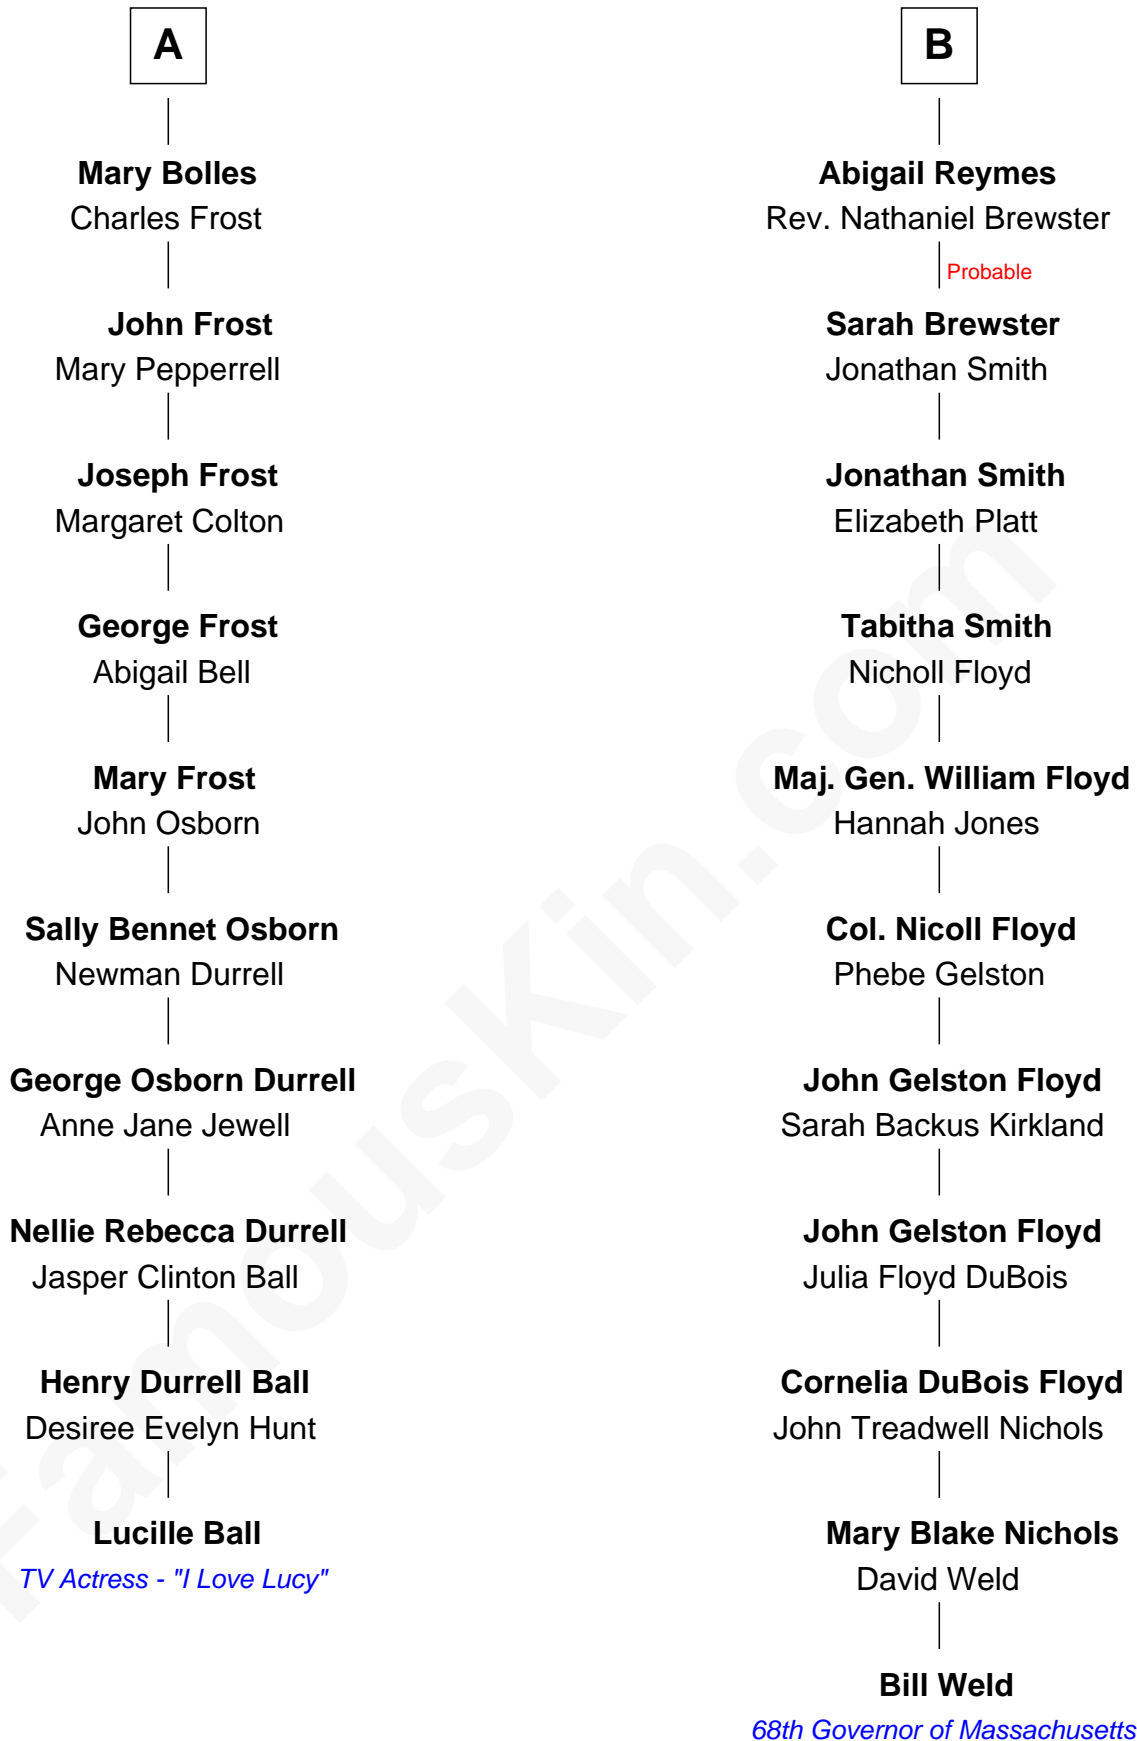 A
Mary Bolles
Charles Frost
John Frost
Mary Pepperrell
Joseph Frost
Margaret Colton
George Frost
Abigail Bell
Mary Frost
John Osborn
Sally Bennet Osborn
Newman Durrell
George Osborn Durrell
Anne Jane Jewell
Nellie Rebecca Durrell
Jasper Clinton Ball
Henry Durrell Ball
Desiree Evelyn Hunt
Lucille Ball
TV Actress - "I Love Lucy"
B
Abigail Reymes
Rev. Nathaniel Brewster
Probable
Sarah Brewster
Jonathan Smith
Jonathan Smith
Elizabeth Platt
Tabitha Smith
Nicholl Floyd
Maj. Gen. William Floyd
Hannah Jones
Col. Nicoll Floyd
Phebe Gelston
John Gelston Floyd
Sarah Backus Kirkland
John Gelston Floyd
Julia Floyd DuBois
Cornelia DuBois Floyd
John Treadwell Nichols
Mary Blake Nichols
David Weld
Bill Weld
68th Governor of Massachusetts
FamousKin.com